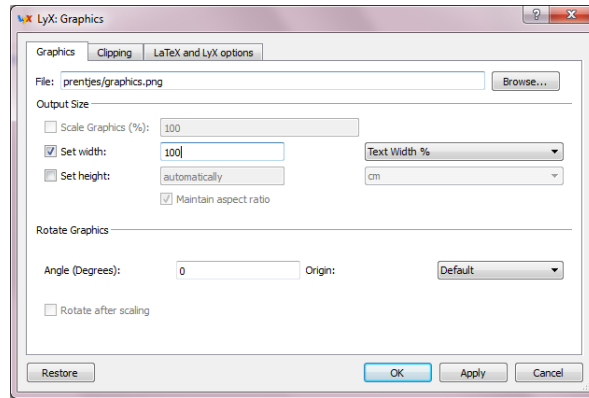 LyX: Graphics
Graphics Clipping LaTeX and LyX options
File: prentjes/graphics.png Browse...
Output Size
Scale Graphics (%): 100
Set width: 100 Text Width %
Set height: automatically cm
Maintain aspect ratio
Rotate Graphics
Angle (Degrees): 0 Origin: Default
Rotate after scaling
Restore OK Apply Cancel